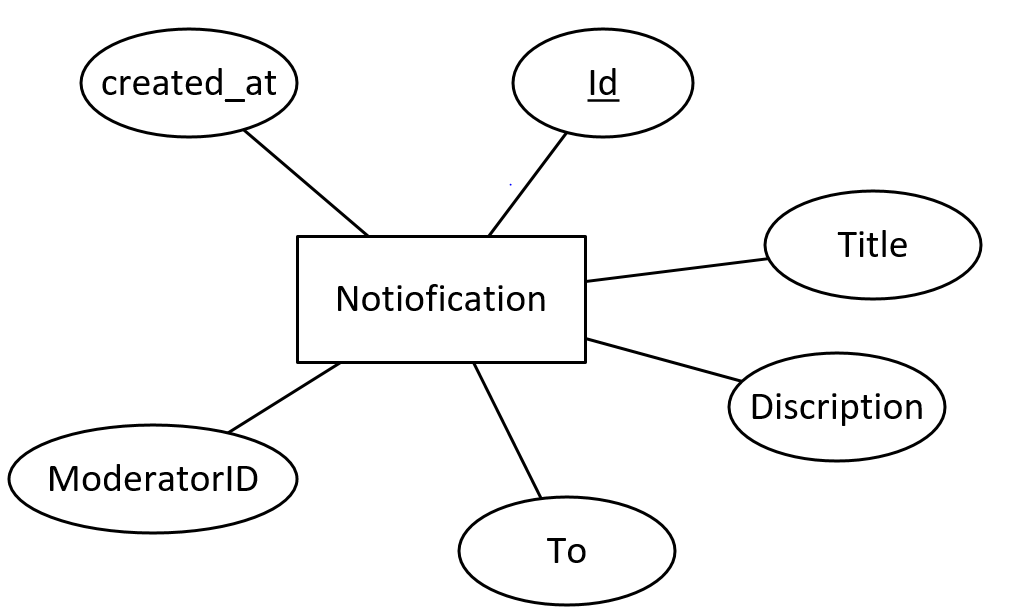 created_at
Id
Title
Notiofication
Discription
ModeratorID
To